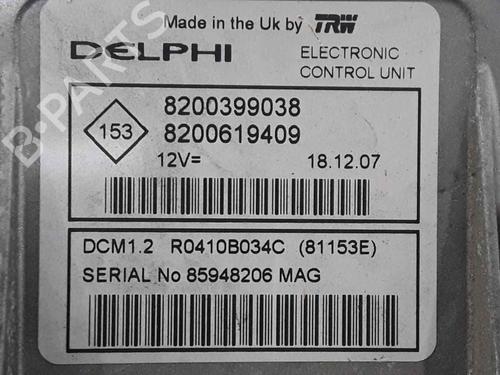 Made in the Uk by TRW
DELPHI
ELECTRONIC
CONTROL UNIT
153
8200399038
8200619409
12V=
18.12.07
DCM1.2 R0410B034C (81153E)
SERIAL No 85948206 MAG
B-PARTS